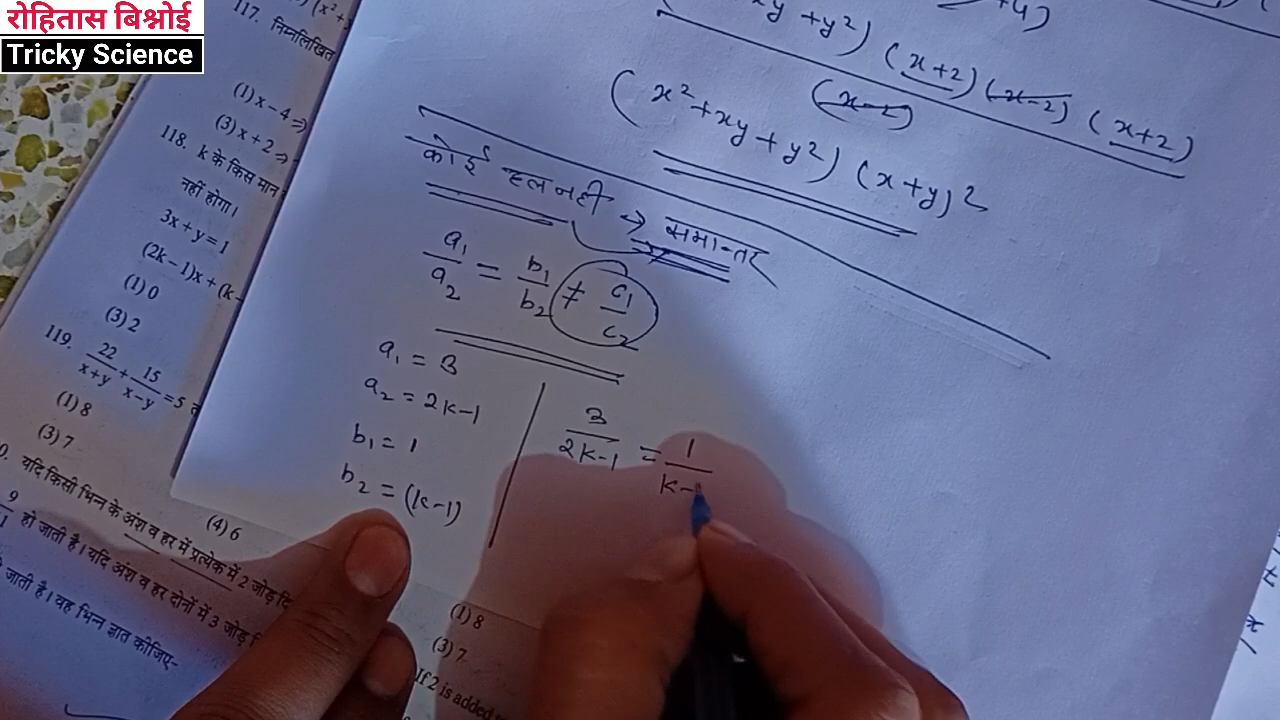 रोहितास बिश्नोई
Tricky Science
117. निम्नलिखित
(1) x – 4 ⇒
(3) x + 2 ⇒
118. k के किस मान
नहीं होगा।
3x + y = 1
(2k – 1)x + (k –
(1) 0
(3) 2
119. 22/(x+y) + 15/(x–y) = 5
(1) 8
(3) 7
(4) 6
यदि किसी भिन्न के अंश व हर में प्रत्येक में 2 जोड़
हो जाती है। यदि अंश व हर दोनों में 3 जोड़
जाती है। वह भिन्न ज्ञात कीजिए-
(1) 8
(3) 7
If 2 is added
xy + y²) (x+2) (x-2) (x+2)
(x-2)
(x² + xy + y²) (x+y)²
कोई हल नही → समान्तर
a₁/a₂ = b₁/b₂ ≠ c₁/c₂
a₁ = 3
a₂ = 2k-1
b₁ = 1
b₂ = (k-1)
3/(2k-1) = 1/(k-